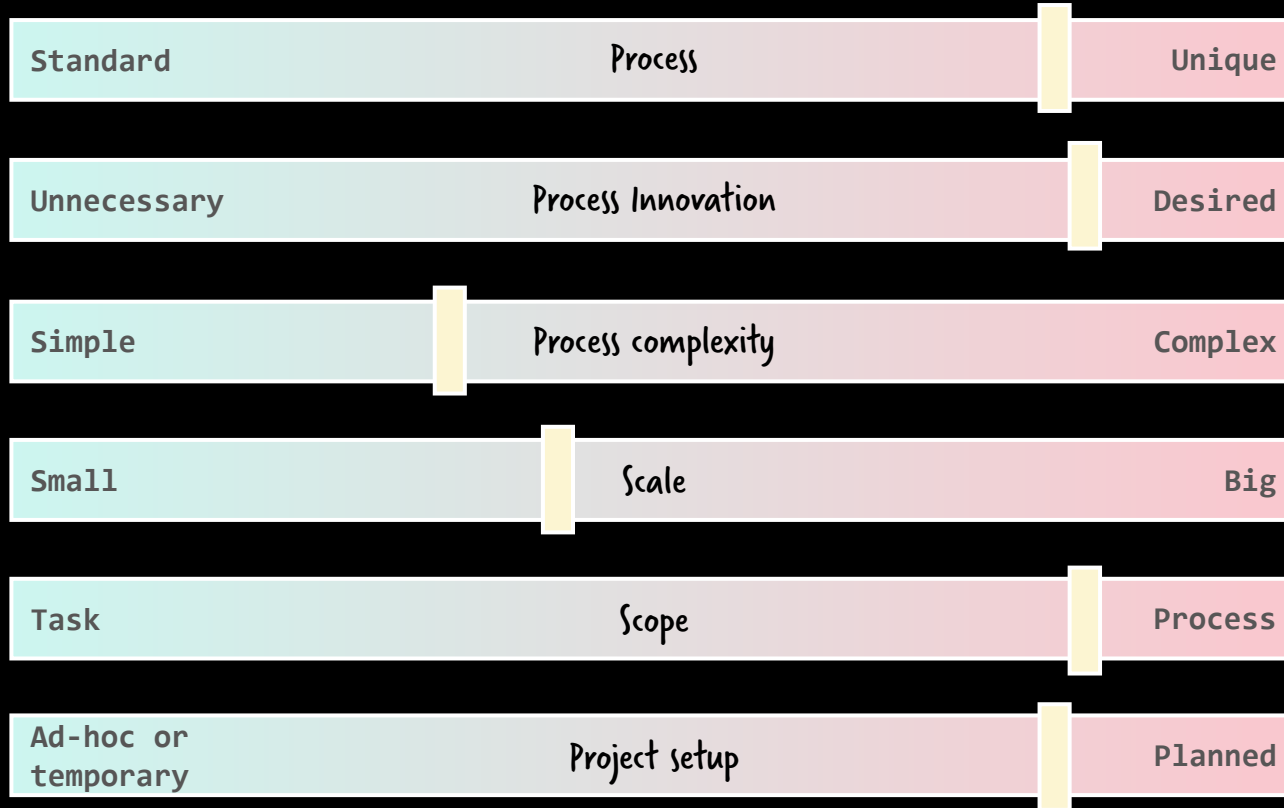 Standard Process Unique
Unnecessary Process Innovation Desired
Simple Process complexity Complex
Small Scale Big
Task Scope Process
Ad-hoc or
temporary Project setup Planned